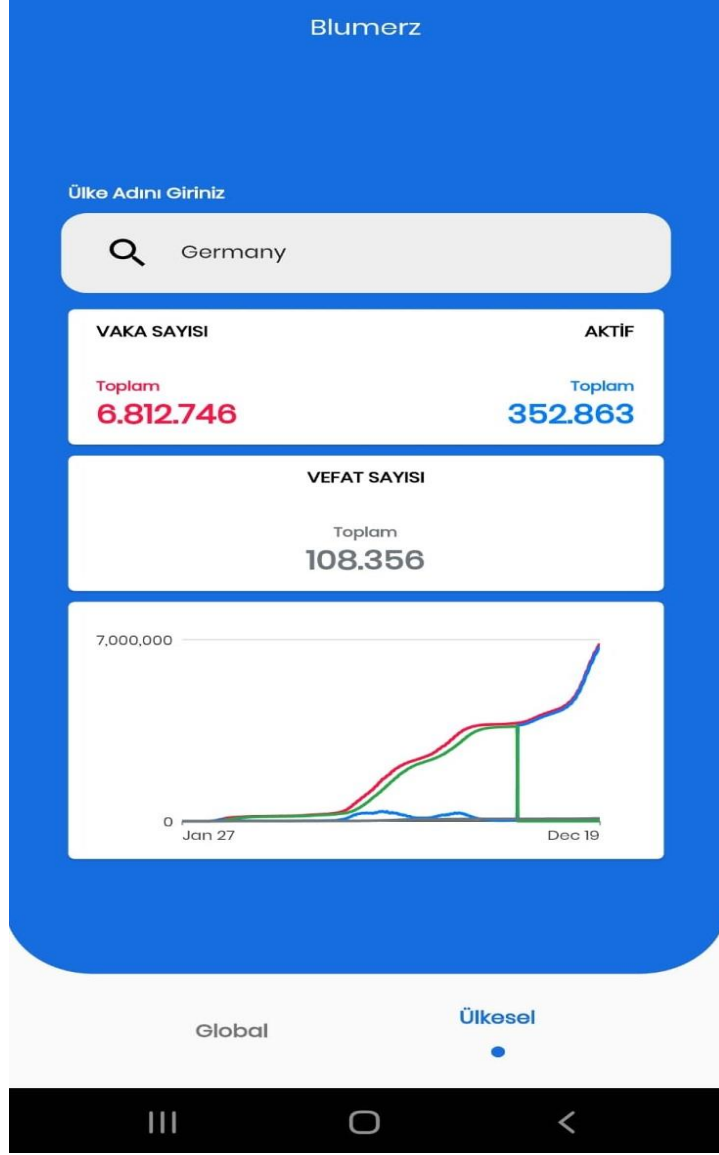 Blumerz
Ülke Adını Giriniz
Germany
VAKA SAYISI AKTİF
Toplam Toplam
6.812.746 352.863
VEFAT SAYISI
Toplam
108.356
7,000,000
0
Jan 27 Dec 19
Global Ülkesel